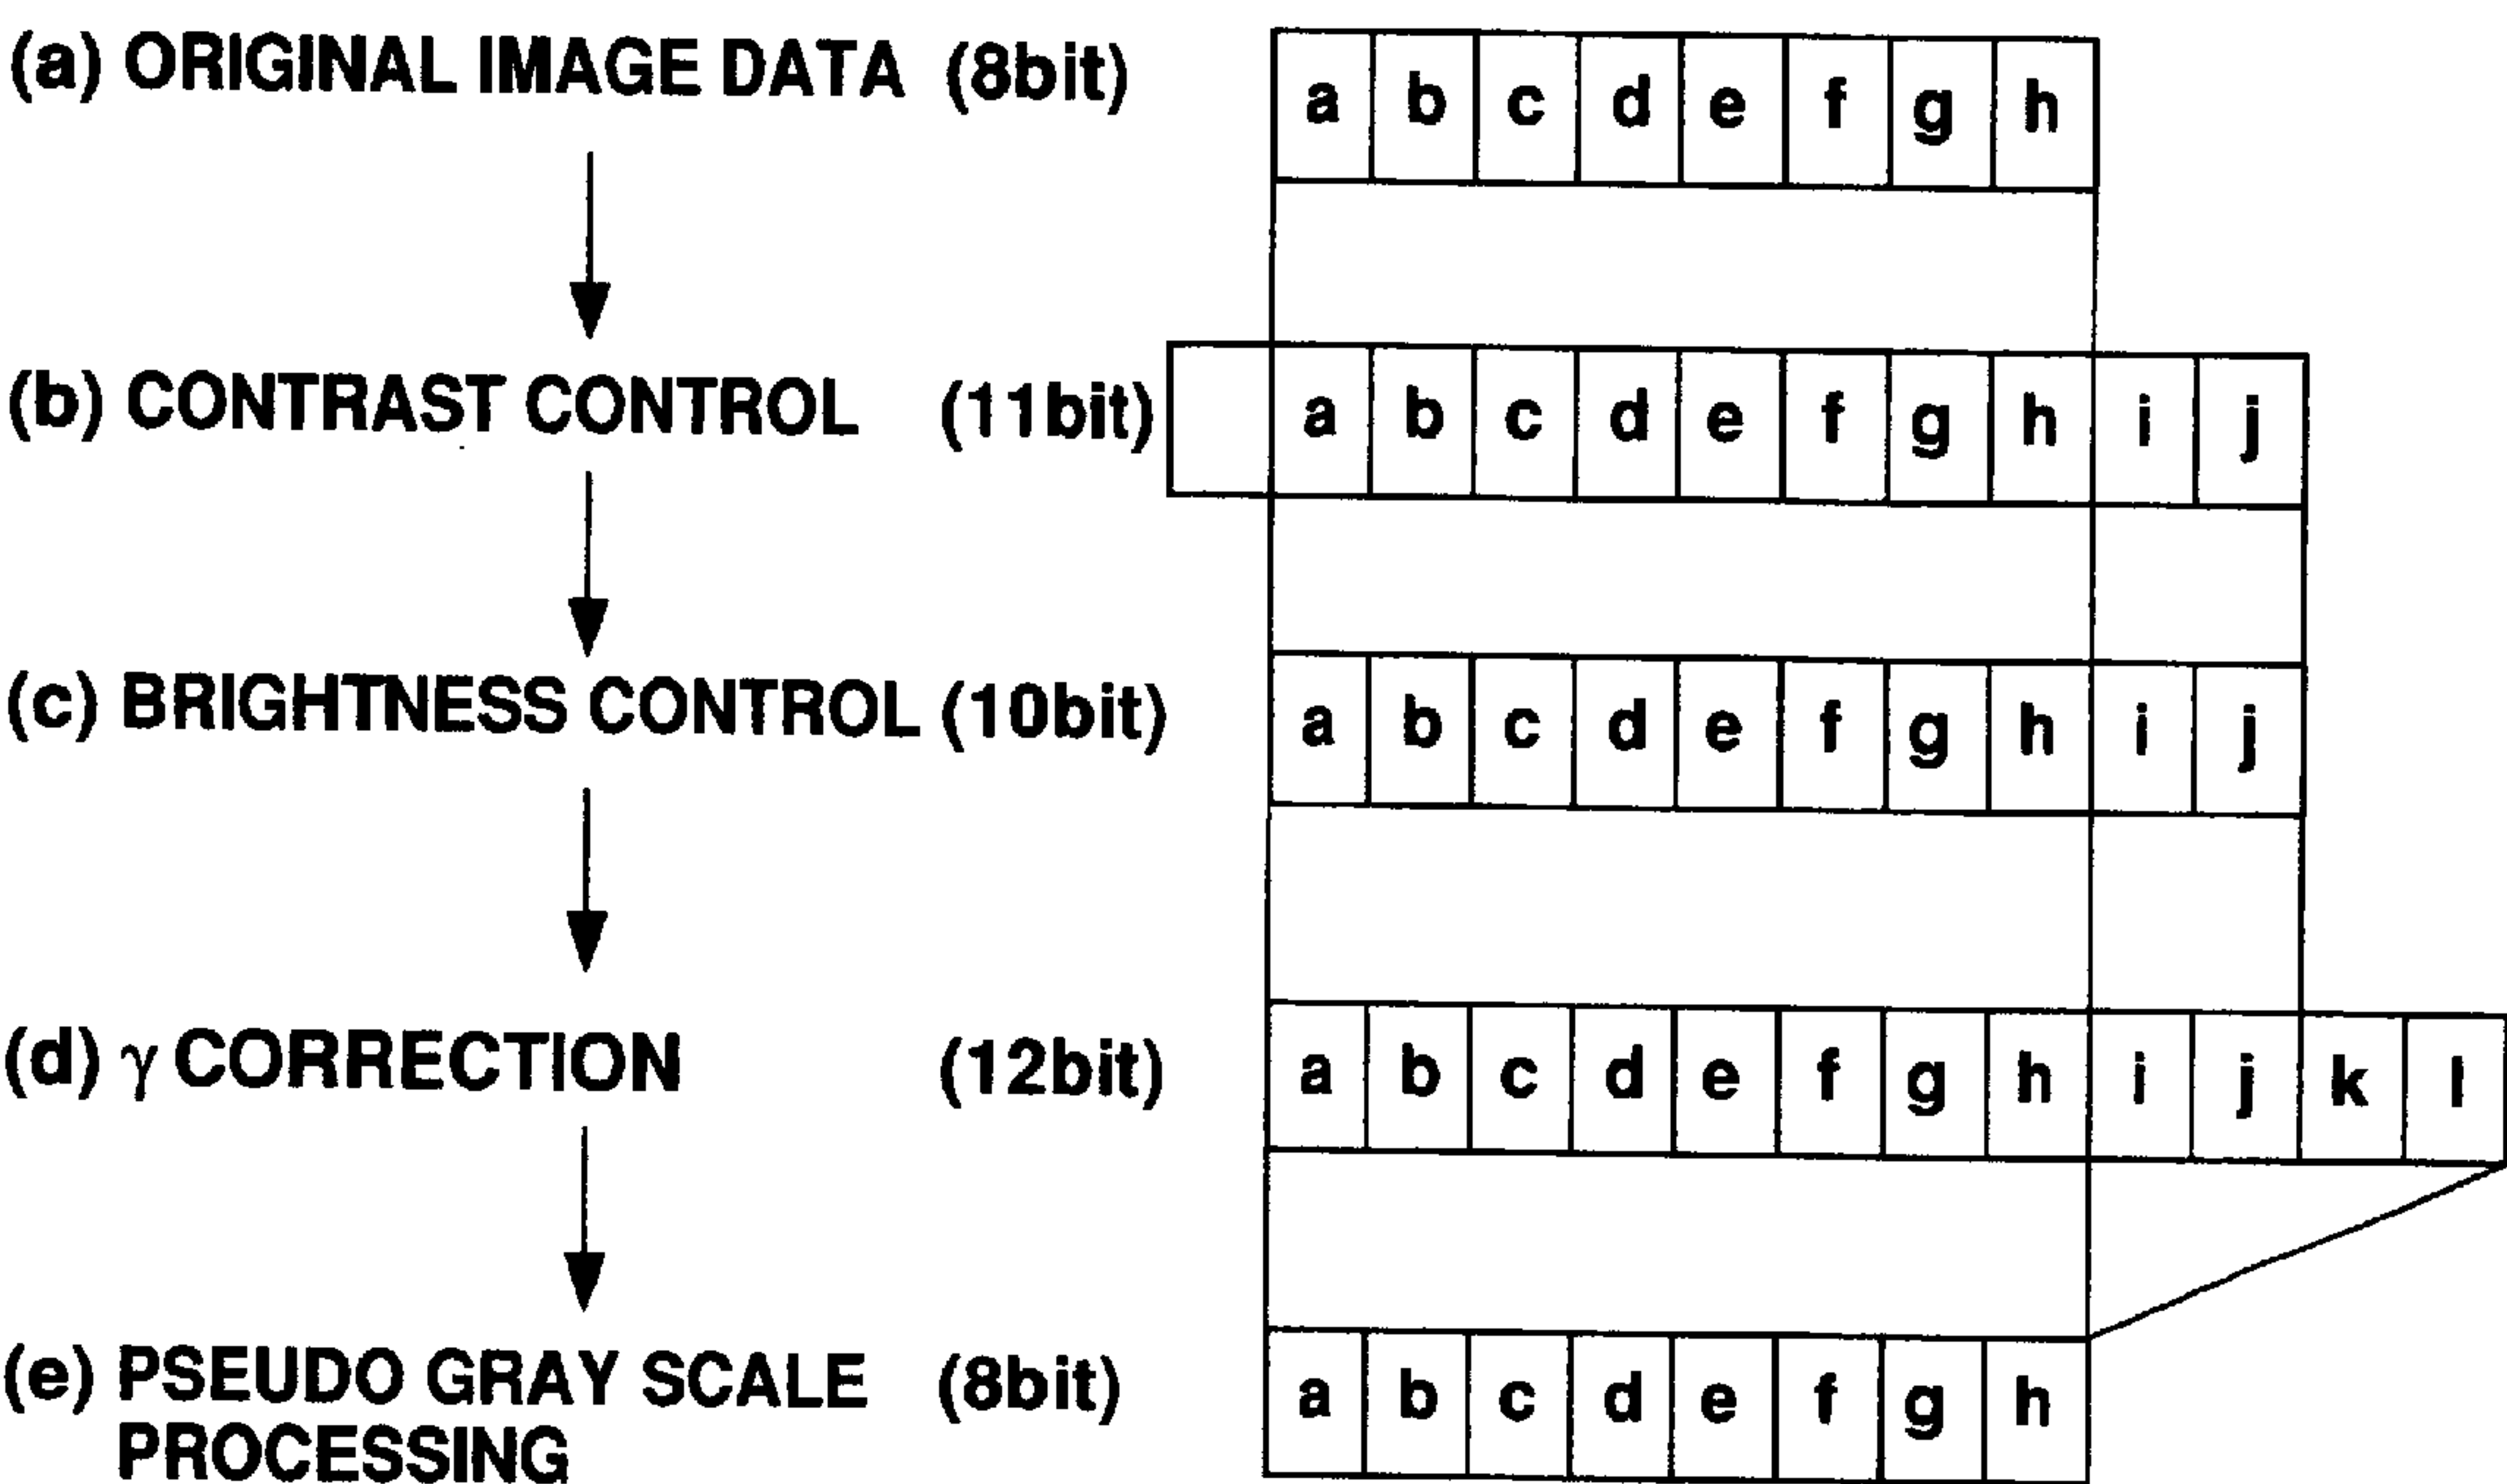 (a) ORIGINAL IMAGE DATA (8bit) a b c d e f g h
(b) CONTRAST CONTROL (11bit) a b c d e f g h i j
(c) BRIGHTNESS CONTROL (10bit) a b c d e f g h i j
(d) γ CORRECTION (12bit) a b c d e f g h i j k l
(e) PSEUDO GRAY SCALE (8bit) a b c d e f g h
PROCESSING